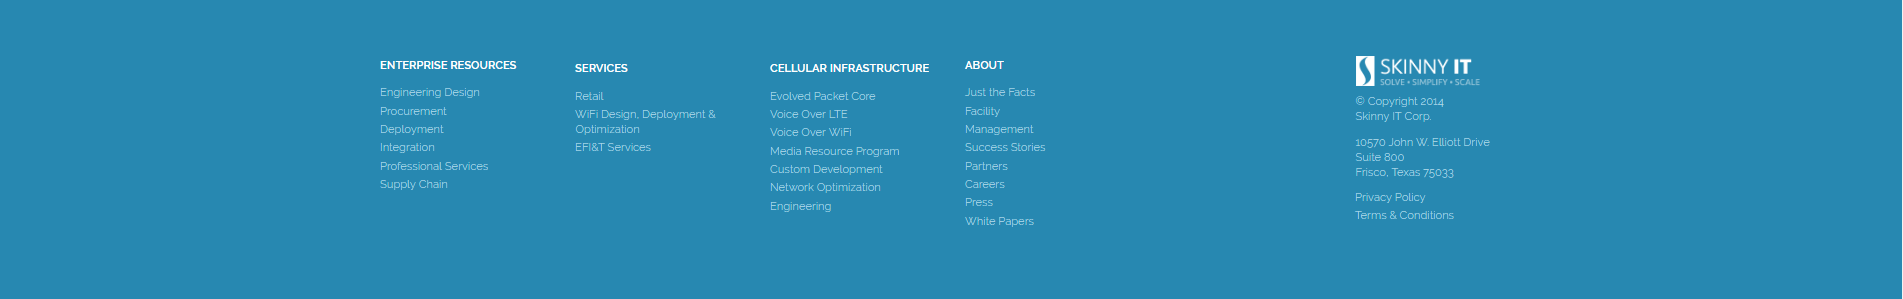 ENTERPRISE RESOURCES
Engineering Design
Procurement
Deployment
Integration
Professional Services
Supply Chain
SERVICES
Retail
WiFi Design, Deployment &
Optimization
EFI&T Services
CELLULAR INFRASTRUCTURE
Evolved Packet Core
Voice Over LTE
Voice Over WiFi
Media Resource Program
Custom Development
Network Optimization
Engineering
ABOUT
Just the Facts
Facility
Management
Success Stories
Partners
Careers
Press
White Papers
SKINNY IT
SOLVE • SIMPLIFY • SCALE
© Copyright 2014
Skinny IT Corp.
10570 John W. Elliott Drive
Suite 800
Frisco, Texas 75033
Privacy Policy
Terms & Conditions